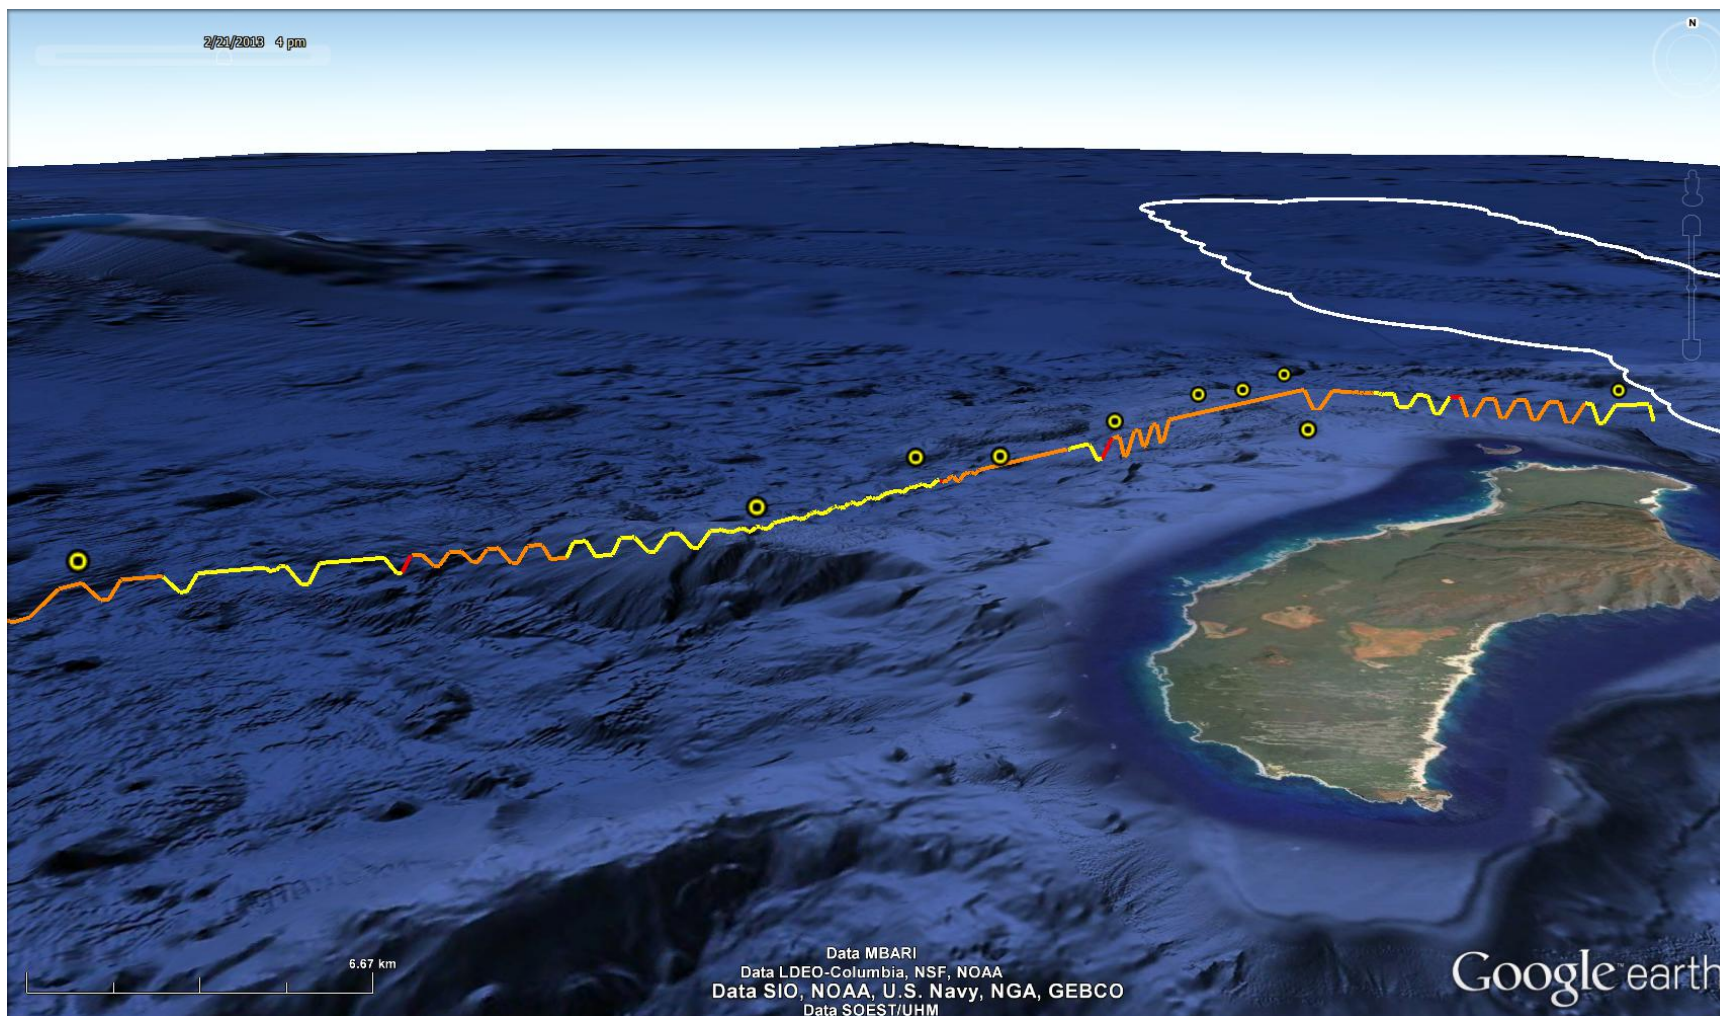 2/21/2013 4 pm
N
6.67 km
Data MBARI
Data LDEO-Columbia, NSF, NOAA
Data SIO, NOAA, U.S. Navy, NGA, GEBCO
Data SOEST/UHM
Google earth